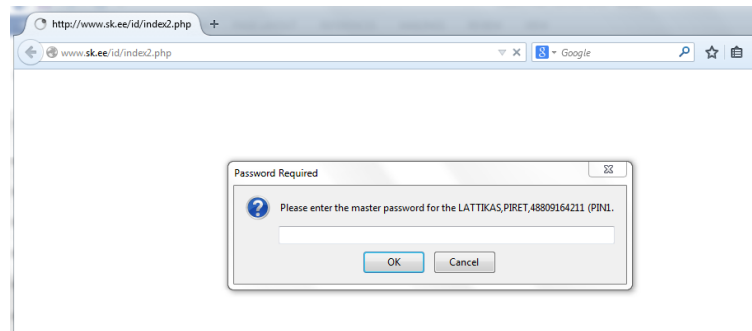 http://www.sk.ee/id/index2.php
www.sk.ee/id/index2.php
Google
Password Required
Please enter the master password for the LATTIKAS,PIRET,48809164211 (PIN1.
OK
Cancel